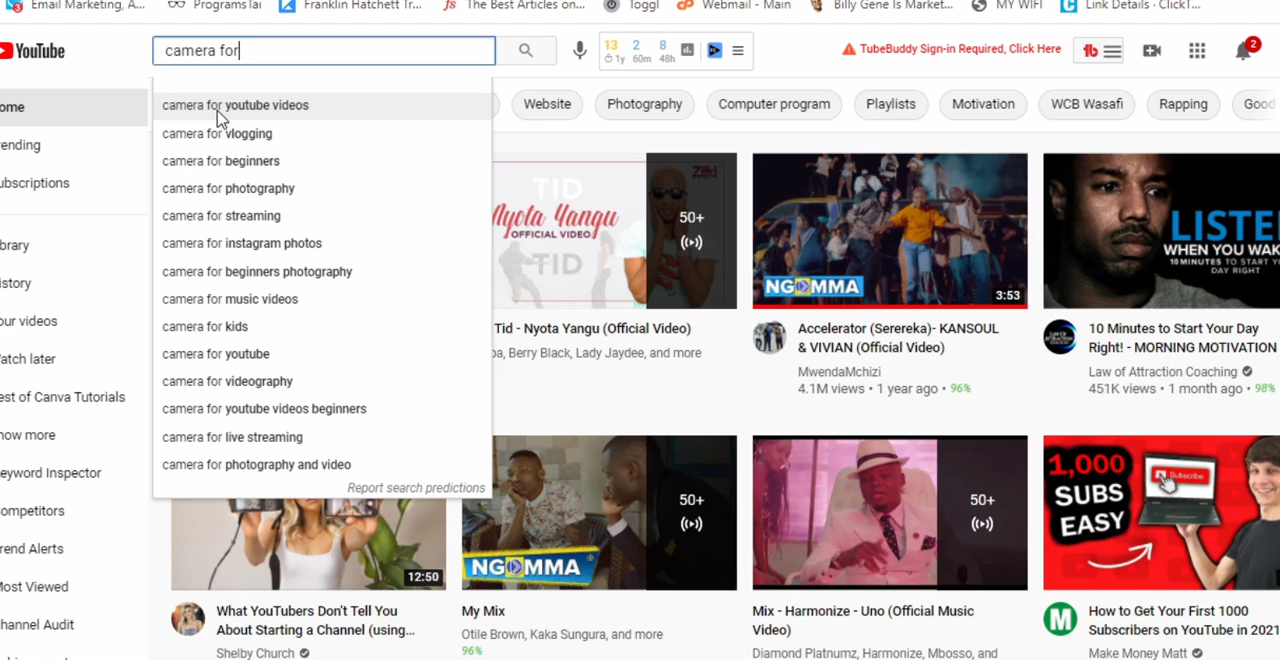 Email Marketing, A...
ProgramsTai
Franklin Hatchett Tr...
The Best Articles on...
Toggl
Webmail - Main
Billy Gene Is Market...
MY WIFI
Link Details · ClickT...
YouTube
camera for
13 2 8
1y 60m 48h
TubeBuddy Sign-in Required, Click Here
tb
2
ome
rending
ubscriptions
brary
istory
our videos
atch later
est of Canva Tutorials
how more
eyword Inspector
ompetitors
rend Alerts
Most Viewed
hannel Audit
camera for youtube videos
camera for vlogging
camera for beginners
camera for photography
camera for streaming
camera for instagram photos
camera for beginners photography
camera for music videos
camera for kids
camera for youtube
camera for videography
camera for youtube videos beginners
camera for live streaming
camera for photography and video
Report search predictions
Website
Photography
Computer program
Playlists
Motivation
WCB Wasafi
Rapping
Good
TID
Nyota Yangu
OFFICIAL VIDEO
TID
50+
Tid - Nyota Yangu (Official Video)
ba, Berry Black, Lady Jaydee, and more
NGOMMA
3:53
Accelerator (Serereka)- KANSOUL
& VIVIAN (Official Video)
MwendaMchizi
4.1M views • 1 year ago • 96%
LISTE
WHEN YOU WAK
10 MINUTES TO START YO
DAY RIGHT
10 Minutes to Start Your Day
Right! - MORNING MOTIVATION
Law of Attraction Coaching
451K views • 1 month ago • 98%
12:50
What YouTubers Don't Tell You
About Starting a Channel (using...
Shelby Church
NGOMMA
50+
My Mix
Otile Brown, Kaka Sungura, and more
96%
50+
Mix - Harmonize - Uno (Official Music
Video)
Diamond Platnumz, Harmonize, Mbosso, and
1,000
SUBS
EASY
Subscribe
M
How to Get Your First 1000
Subscribers on YouTube in 2021
Make Money Matt